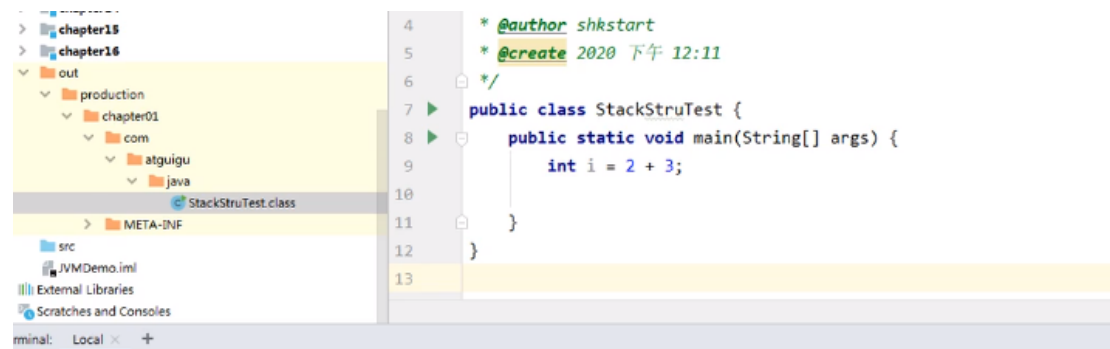 chapter15
chapter16
out
production
chapter01
com
atguigu
java
StackStruTest.class
META-INF
src
JVMDemo.iml
External Libraries
Scratches and Consoles
4 * @author shkstart
5 * @create 2020 下午 12:11
6 */
7 public class StackStruTest {
8 public static void main(String[] args) {
9 int i = 2 + 3;
10
11 }
12 }
13
rminal: Local × +